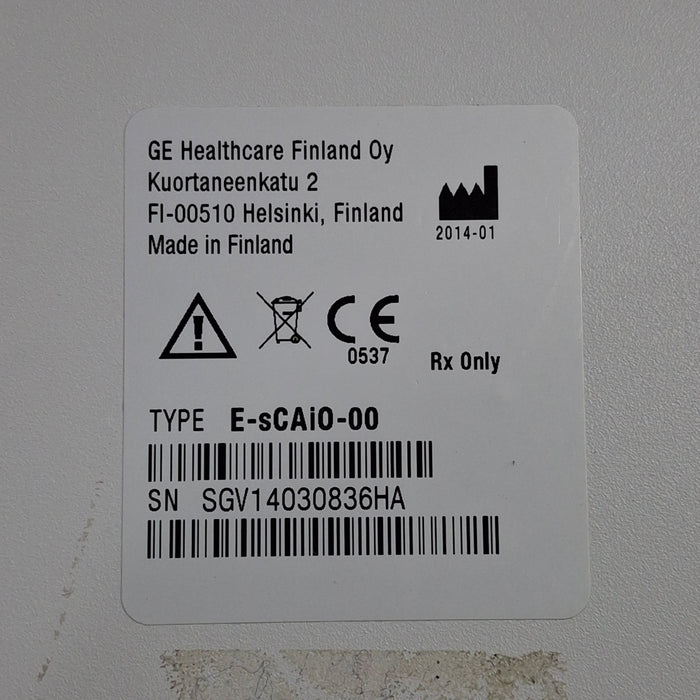 GE Healthcare Finland Oy
Kuortaneenkatu 2
FI-00510 Helsinki, Finland
Made in Finland
2014-01
CE
0537
Rx Only
TYPE E-sCAiO-00
SN SGV14030836HA